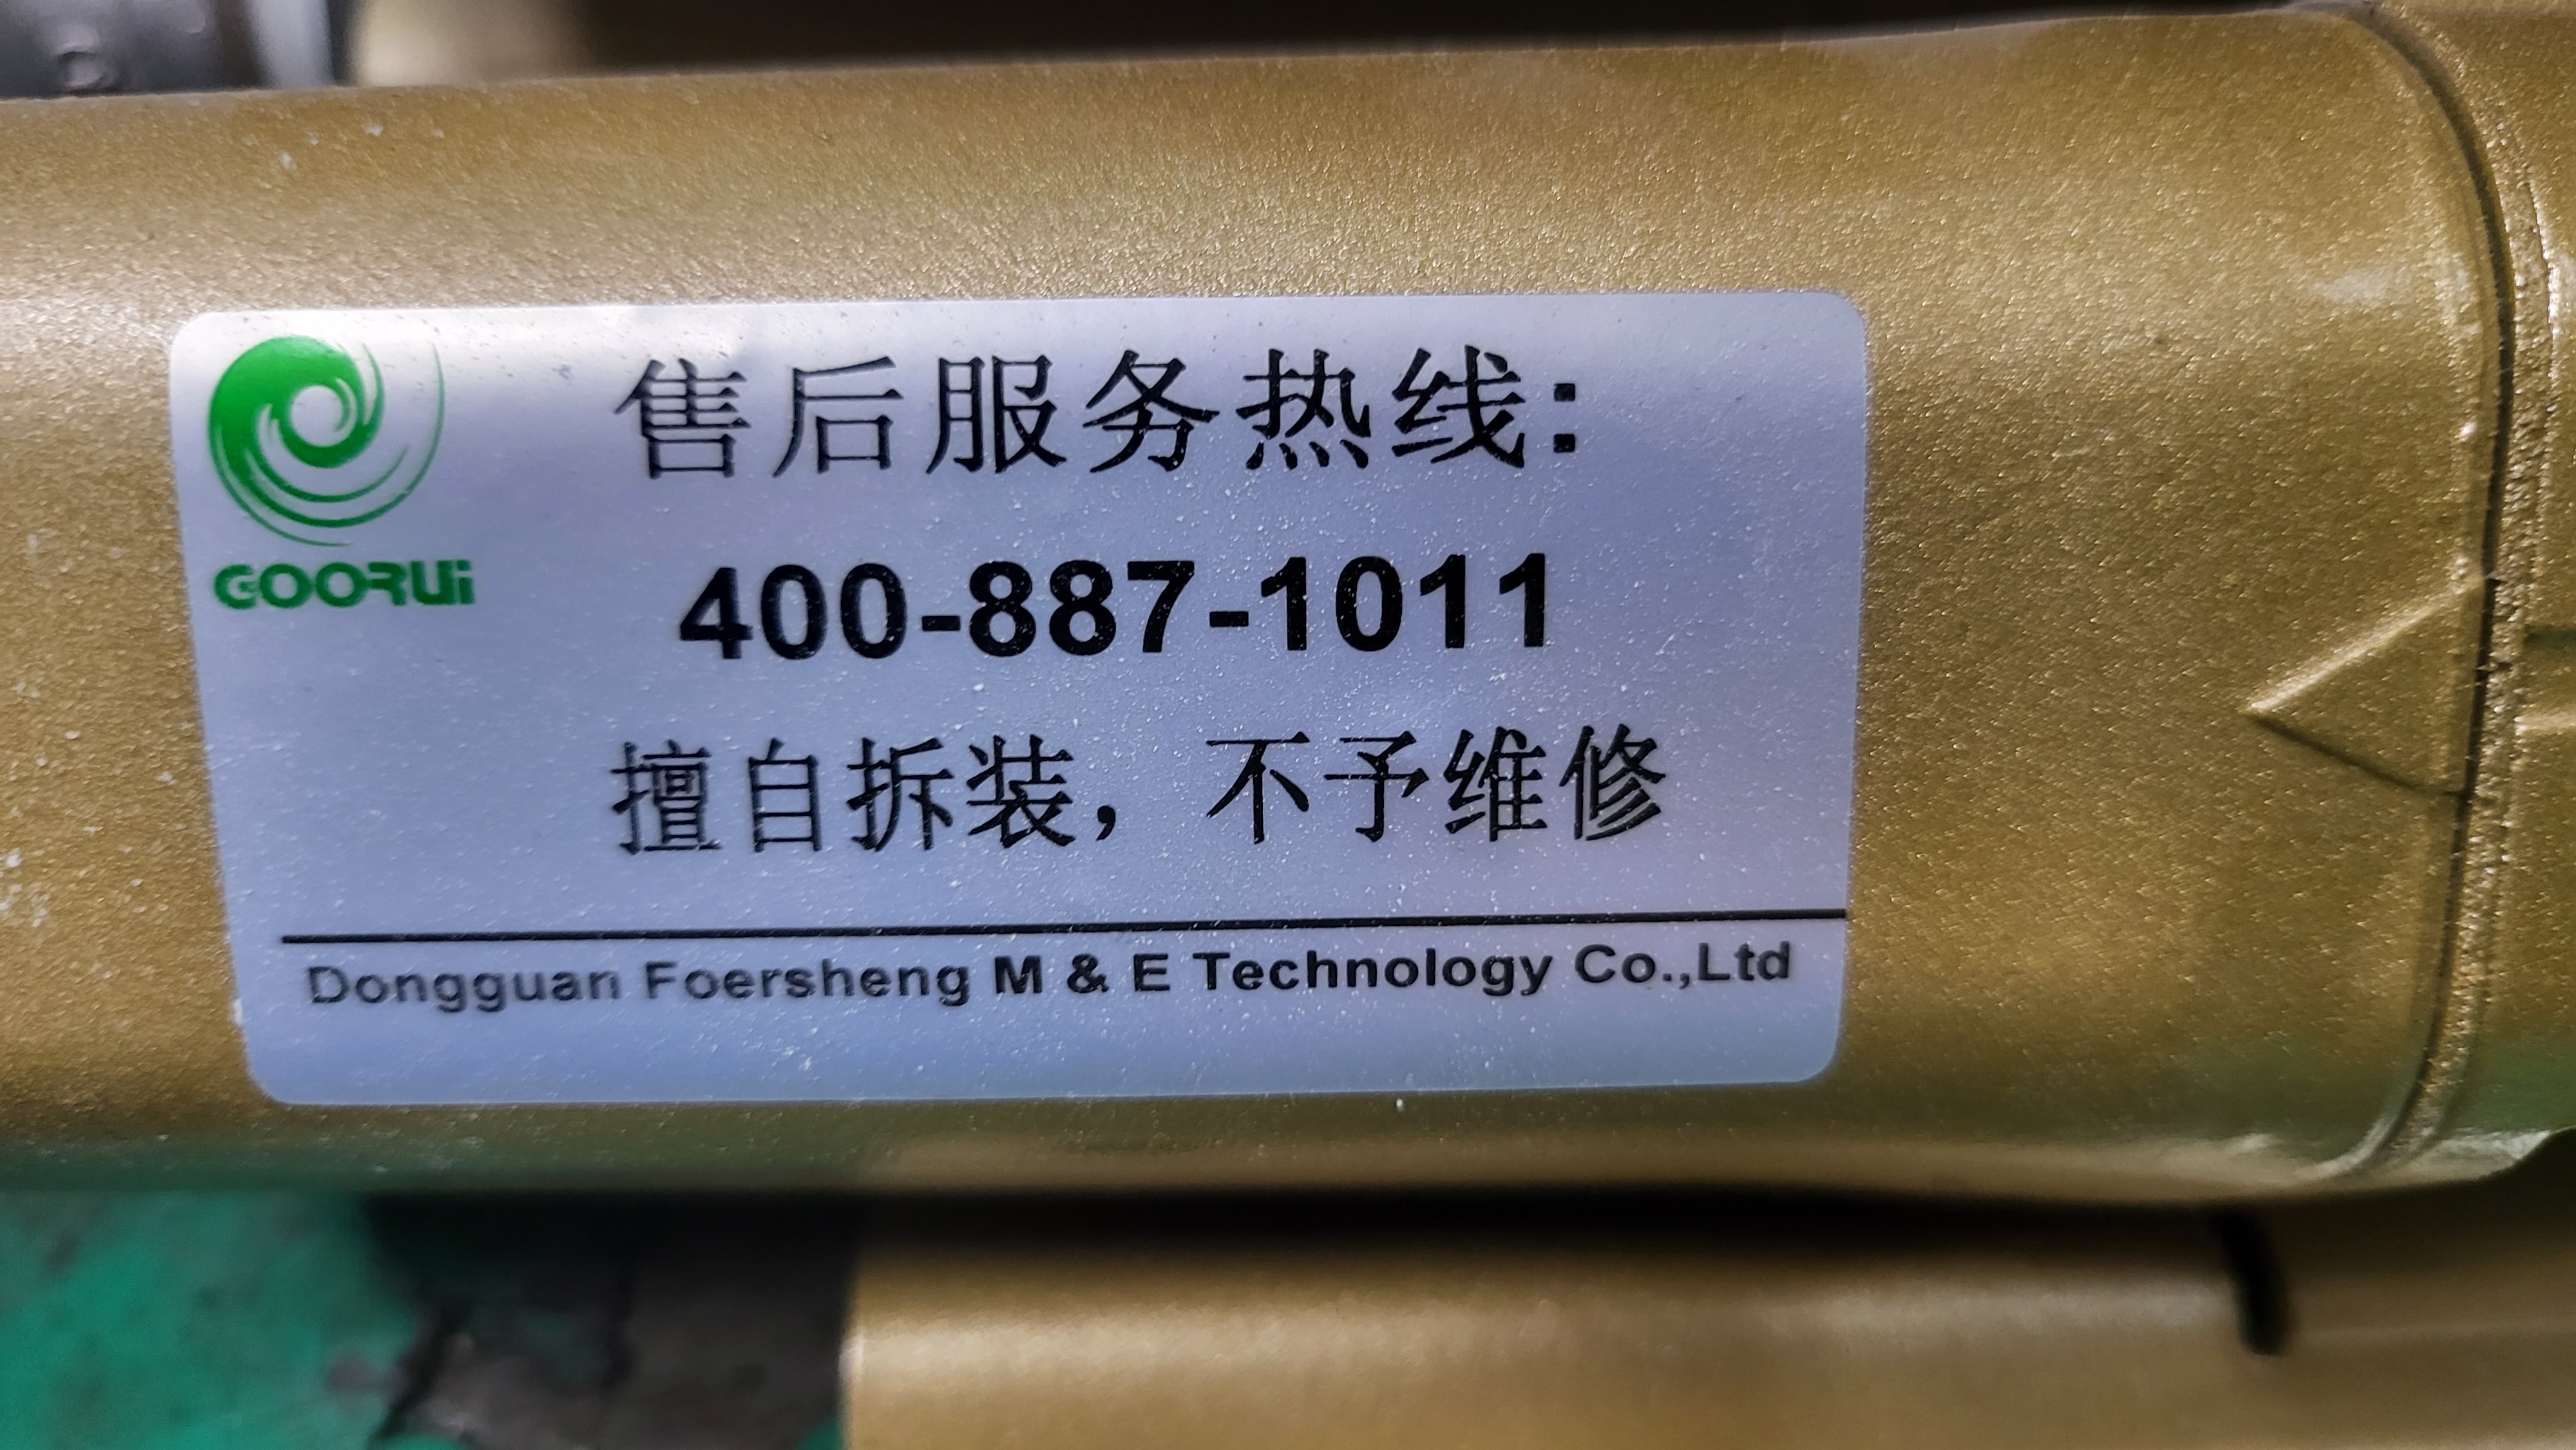 GOORUi
售后服务热线：
400-887-1011
擅自拆装，不予维修
Dongguan Foersheng M & E Technology Co.,Ltd